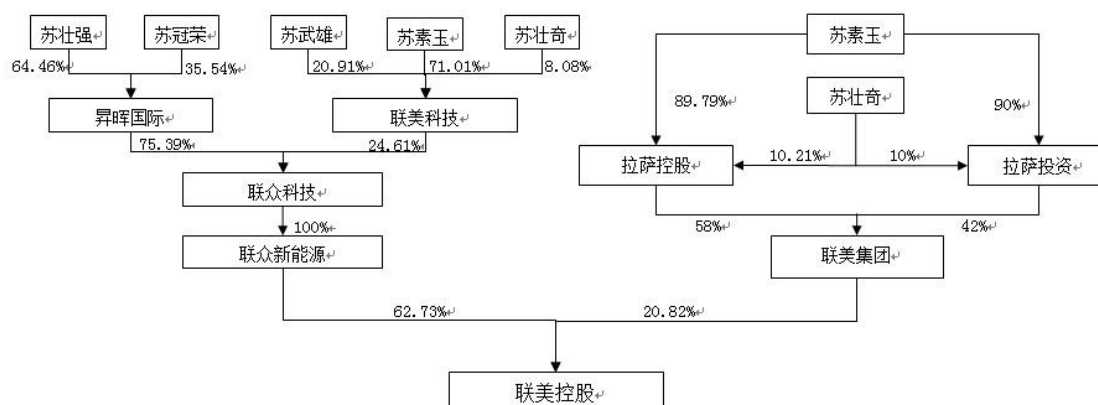 苏壮强
苏冠荣
苏武雄
苏素玉
苏壮奇
苏素玉
64.46%
35.54%
20.91%
71.01%
8.08%
苏壮奇
89.79%
90%
昇晖国际
联美科技
75.39%
24.61%
拉萨控股
10.21%
10%
拉萨投资
联众科技
58%
42%
100%
联众新能源
联美集团
62.73%
20.82%
联美控股